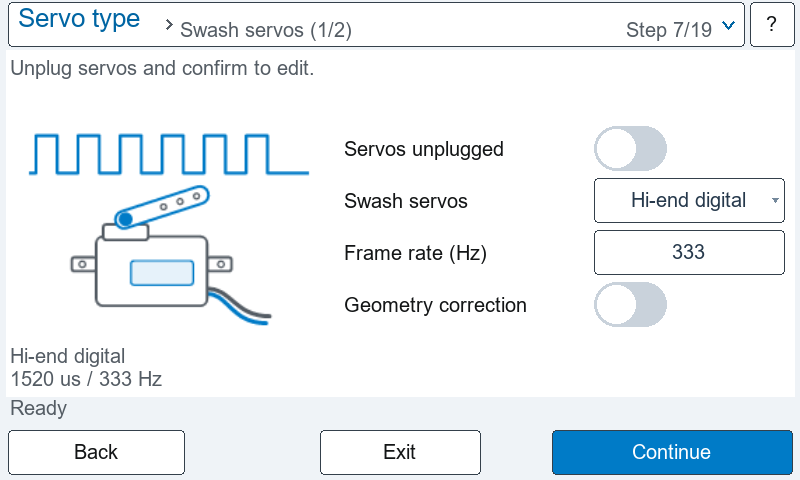 Servo type > Swash servos (1/2) Step 7/19 ?
Unplug servos and confirm to edit.
Servos unplugged
Swash servos Hi-end digital
Frame rate (Hz) 333
Geometry correction
Hi-end digital
1520 us / 333 Hz
Ready
Back Exit Continue